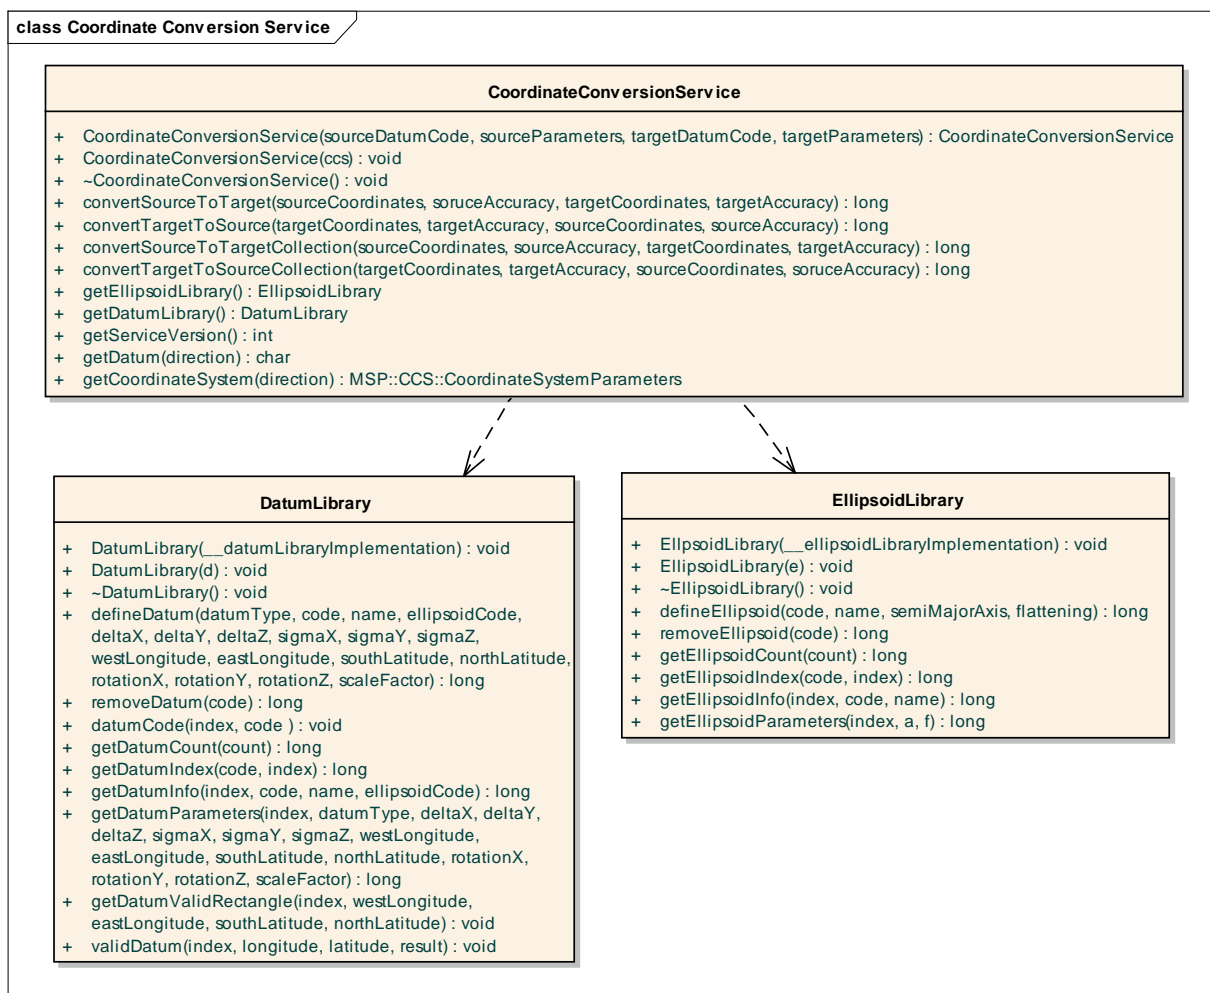 class Coordinate Conversion Service
CoordinateConversionService
+ CoordinateConversionService(sourceDatumCode, sourceParameters, targetDatumCode, targetParameters) : CoordinateConversionService
+ CoordinateConversionService(ccs) : void
+ ~CoordinateConversionService() : void
+ convertSourceToTarget(sourceCoordinates, soruceAccuracy, targetCoordinates, targetAccuracy) : long
+ convertTargetToSource(targetCoordinates, targetAccuracy, sourceCoordinates, sourceAccuracy) : long
+ convertSourceToTargetCollection(sourceCoordinates, sourceAccuracy, targetCoordinates, targetAccuracy) : long
+ convertTargetToSourceCollection(targetCoordinates, targetAccuracy, sourceCoordinates, soruceAccuracy) : long
+ getEllipsoidLibrary() : EllipsoidLibrary
+ getDatumLibrary() : DatumLibrary
+ getServiceVersion() : int
+ getDatum(direction) : char
+ getCoordinateSystem(direction) : MSP::CCS::CoordinateSystemParameters
DatumLibrary
+ DatumLibrary(__datumLibraryImplementation) : void
+ DatumLibrary(d) : void
+ ~DatumLibrary() : void
+ defineDatum(datumType, code, name, ellipsoidCode,
deltaX, deltaY, deltaZ, sigmaX, sigmaY, sigmaZ,
westLongitude, eastLongitude, southLatitude, northLatitude,
rotationX, rotationY, rotationZ, scaleFactor) : long
+ removeDatum(code) : long
+ datumCode(index, code ) : void
+ getDatumCount(count) : long
+ getDatumIndex(code, index) : long
+ getDatumInfo(index, code, name, ellipsoidCode) : long
+ getDatumParameters(index, datumType, deltaX, deltaY,
deltaZ, sigmaX, sigmaY, sigmaZ, westLongitude,
eastLongitude, southLatitude, northLatitude, rotationX,
rotationY, rotationZ, scaleFactor) : long
+ getDatumValidRectangle(index, westLongitude,
eastLongitude, southLatitude, northLatitude) : void
+ validDatum(index, longitude, latitude, result) : void
EllipsoidLibrary
+ EllpsoidLibrary(__ellipsoidLibraryImplementation) : void
+ EllipsoidLibrary(e) : void
+ ~EllipsoidLibrary() : void
+ defineEllipsoid(code, name, semiMajorAxis, flattening) : long
+ removeEllipsoid(code) : long
+ getEllipsoidCount(count) : long
+ getEllipsoidIndex(code, index) : long
+ getEllipsoidInfo(index, code, name) : long
+ getEllipsoidParameters(index, a, f) : long